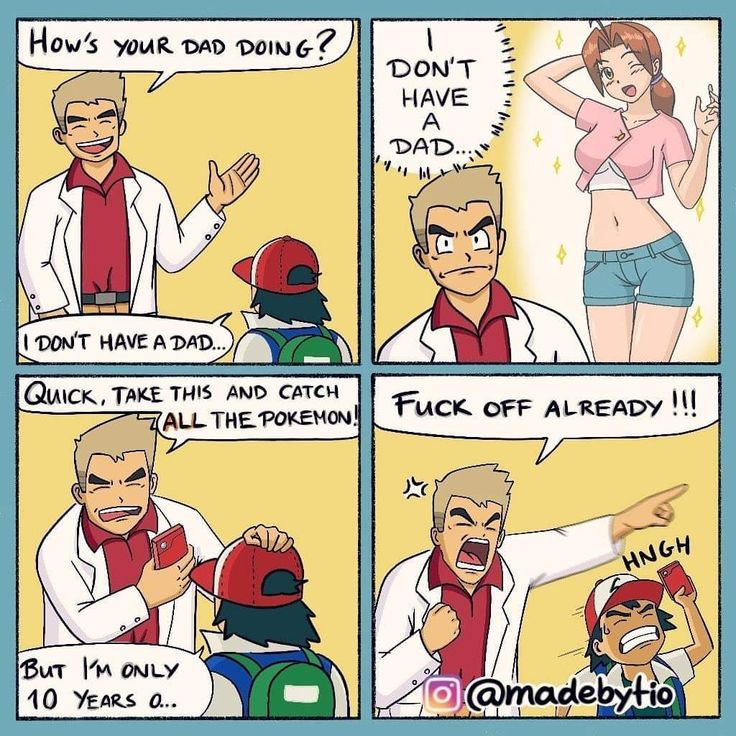 HOW'S YOUR DAD DOING?
I DON'T HAVE A DAD...
I
DON'T
HAVE
A
DAD....
QUICK, TAKE THIS AND CATCH
ALL THE POKEMON!
BUT I'M ONLY
10 YEARS O...
FUCK OFF ALREADY !!!
HNGH
@madebytio